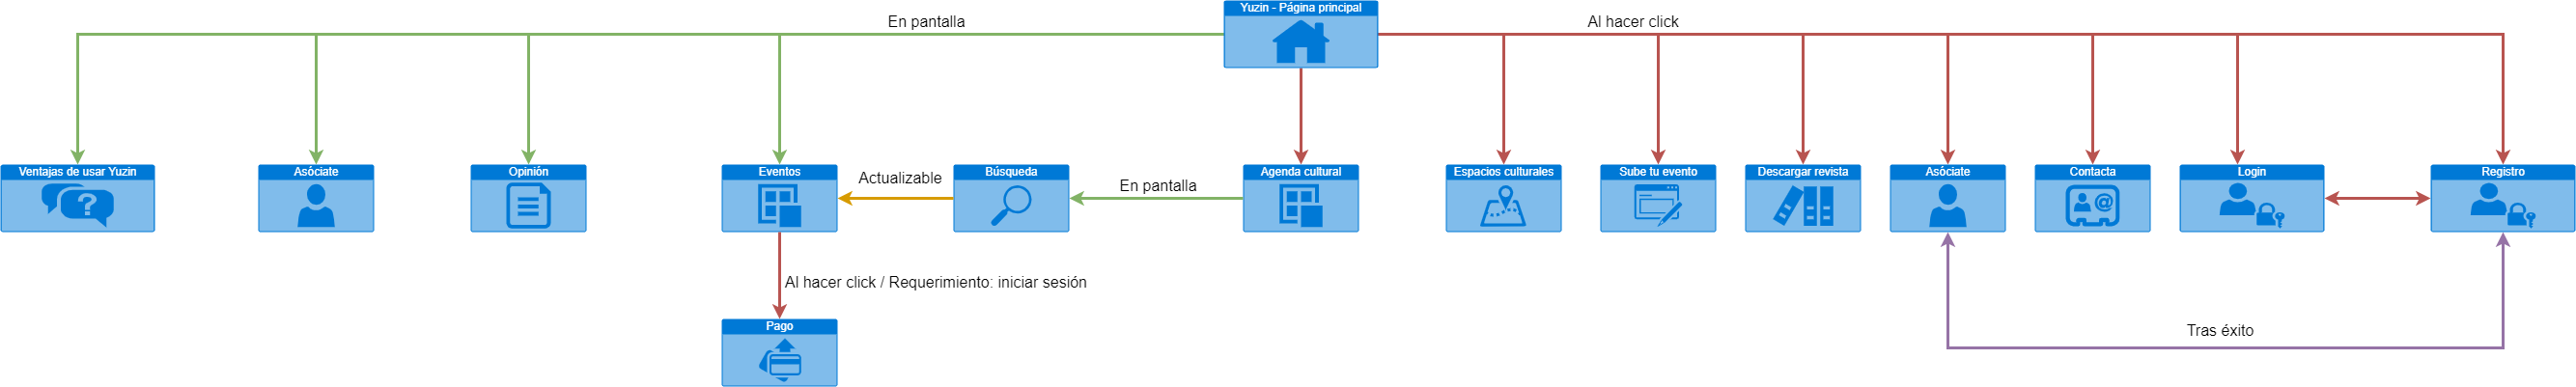 Yuzin - Página principal
En pantalla
Al hacer click
Ventajas de usar Yuzin
Asóciate
Opinión
Eventos
Actualizable
Búsqueda
En pantalla
Agenda cultural
Espacios culturales
Sube tu evento
Descargar revista
Asóciate
Contacta
Login
Registro
Al hacer click / Requerimiento: iniciar sesión
Pago
Tras éxito